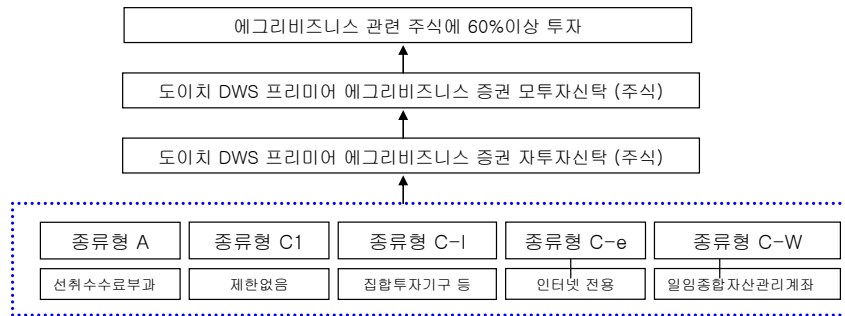 에그리비즈니스 관련 주식에 60%이상 투자
도이치 DWS 프리미어 에그리비즈니스 증권 모투자신탁 (주식)
도이치 DWS 프리미어 에그리비즈니스 증권 자투자신탁 (주식)
종류형 A
종류형 C1
종류형 C-I
종류형 C-e
종류형 C-W
선취수수료부과
제한없음
집합투자기구 등
인터넷 전용
일임종합자산관리계좌